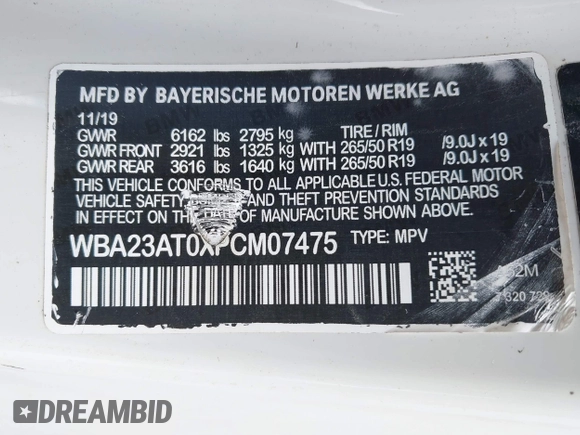 MFD BY BAYERISCHE MOTOREN WERKE AG
11/19
GVWR 6162 lbs 2795 kg TIRE / RIM
GWWR FRONT 2921 lbs 1325 kg WITH 265/50 R19 /9.0J x 19
GWWR REAR 3616 lbs 1640 kg WITH 265/50 R19 /9.0J x 19
THIS VEHICLE CONFORMS TO ALL APPLICABLE U.S. FEDERAL MOTOR
VEHICLE SAFETY, AND THEFT PREVENTION STANDARDS
IN EFFECT ON THE DATE OF MANUFACTURE SHOWN ABOVE.
WBA23AT0XPCM07475 TYPE: MPV
DREAMBID